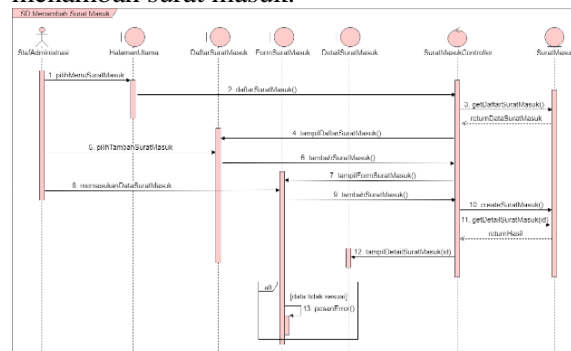 menambah surat masuk.
SD Menambah Surat Masuk
StafAdministrasi
HalamanUtama
DaftarSuratMasuk
FormSuratMasuk
DetailSuratMasuk
SuratMasukController
SuratMasuk
1. pilihMenuSuratMasuk
2. daftarSuratMasuk()
3. getDaftarSuratMasuk()
returnDataSuratMasuk
4. tampilDaftarSuratMasuk()
5. pilihTambahSuratMasuk
6. tambahSuratMasuk()
7. tampilFormSuratMasuk()
8. memasukanDataSuratMasuk
9. tambahSuratMasuk()
10. createSuratMasuk()
11. getDetailSuratMasuk(id)
returnHasil
12. tampilDetailSuratMasuk(id)
alt
[data tidak sesuai]
13. pesanError()